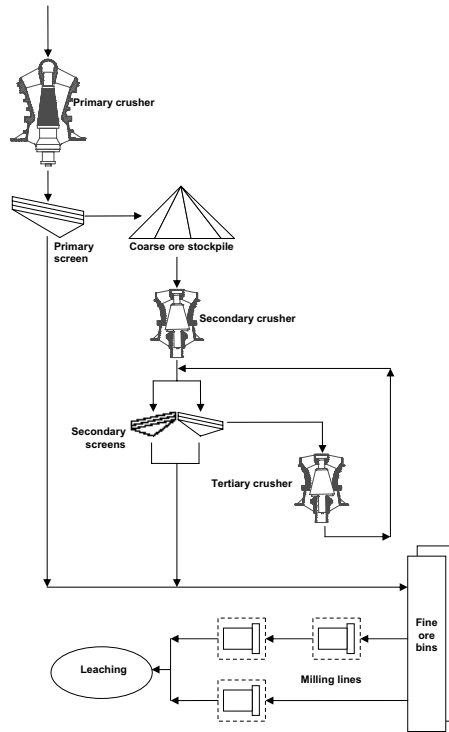 Primary crusher
Primary
screen
Coarse ore stockpile
Secondary crusher
Secondary
screens
Tertiary crusher
Fine
ore
bins
Milling lines
Leaching